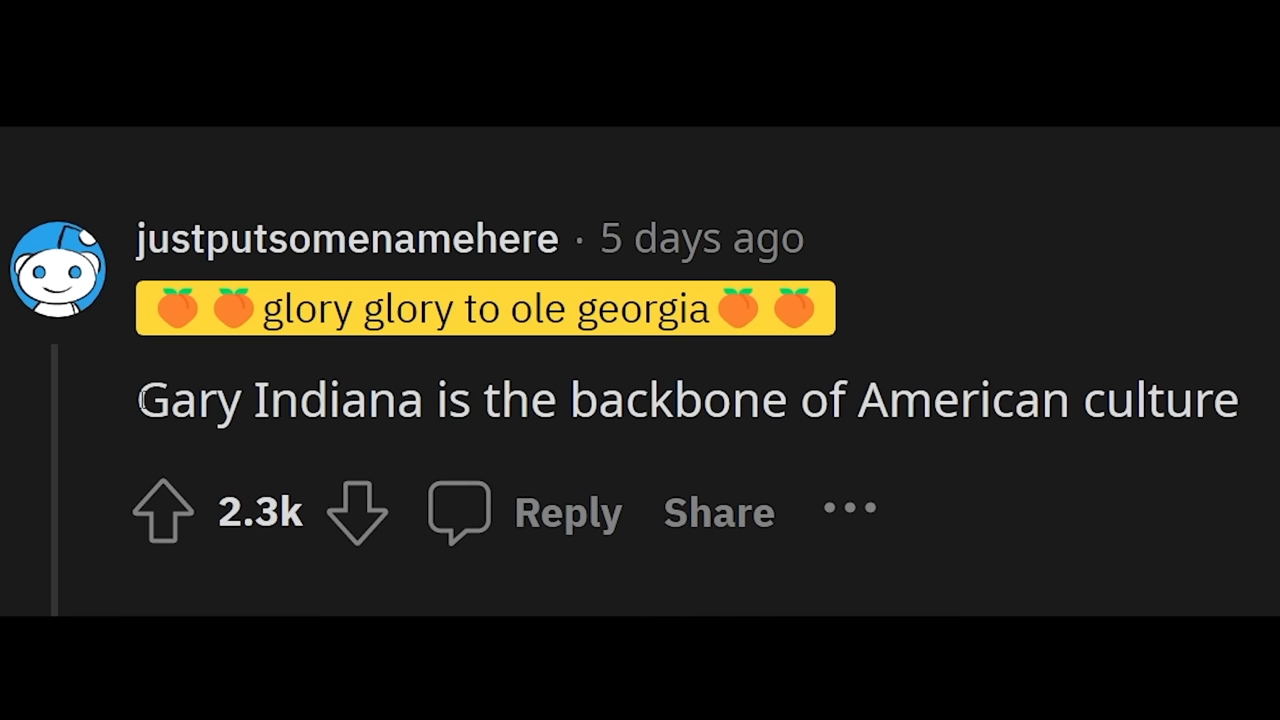 justputsomenamehere · 5 days ago
🍑 🍑 glory glory to ole georgia 🍑 🍑
Gary Indiana is the backbone of American culture
2.3k Reply Share ···